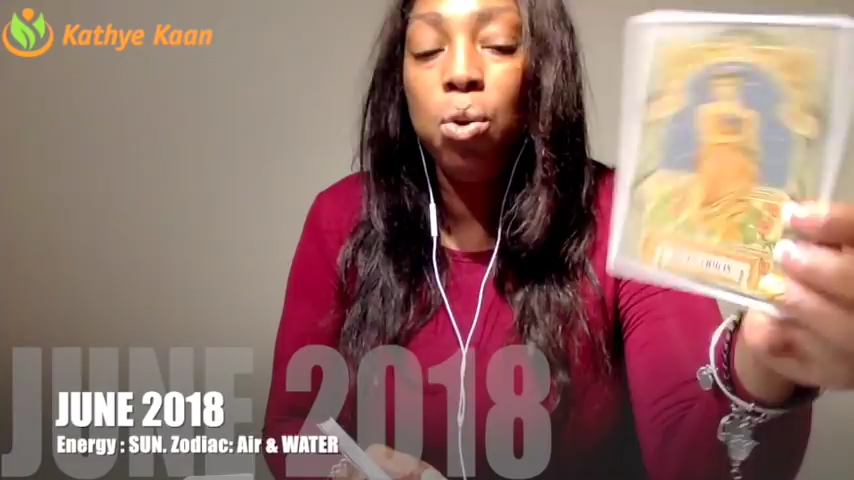 Kathye Kaan
JUNE 2018
JUNE 2018
Energy : SUN. Zodiac: Air & WATER